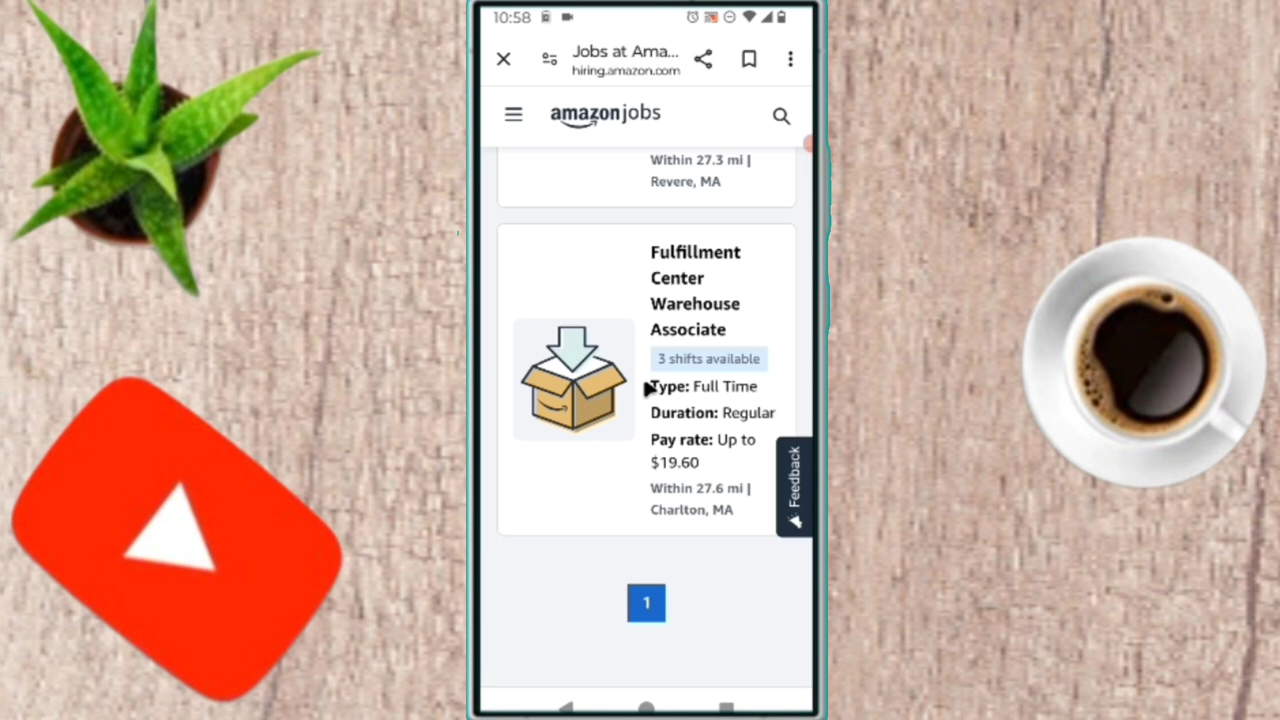 10:58
Jobs at Ama...
hiring.amazon.com
amazonjobs
Within 27.3 mi |
Revere, MA
Fulfillment
Center
Warehouse
Associate
3 shifts available
Type: Full Time
Duration: Regular
Pay rate: Up to
$19.60
Within 27.6 mi |
Charlton, MA
Feedback
1